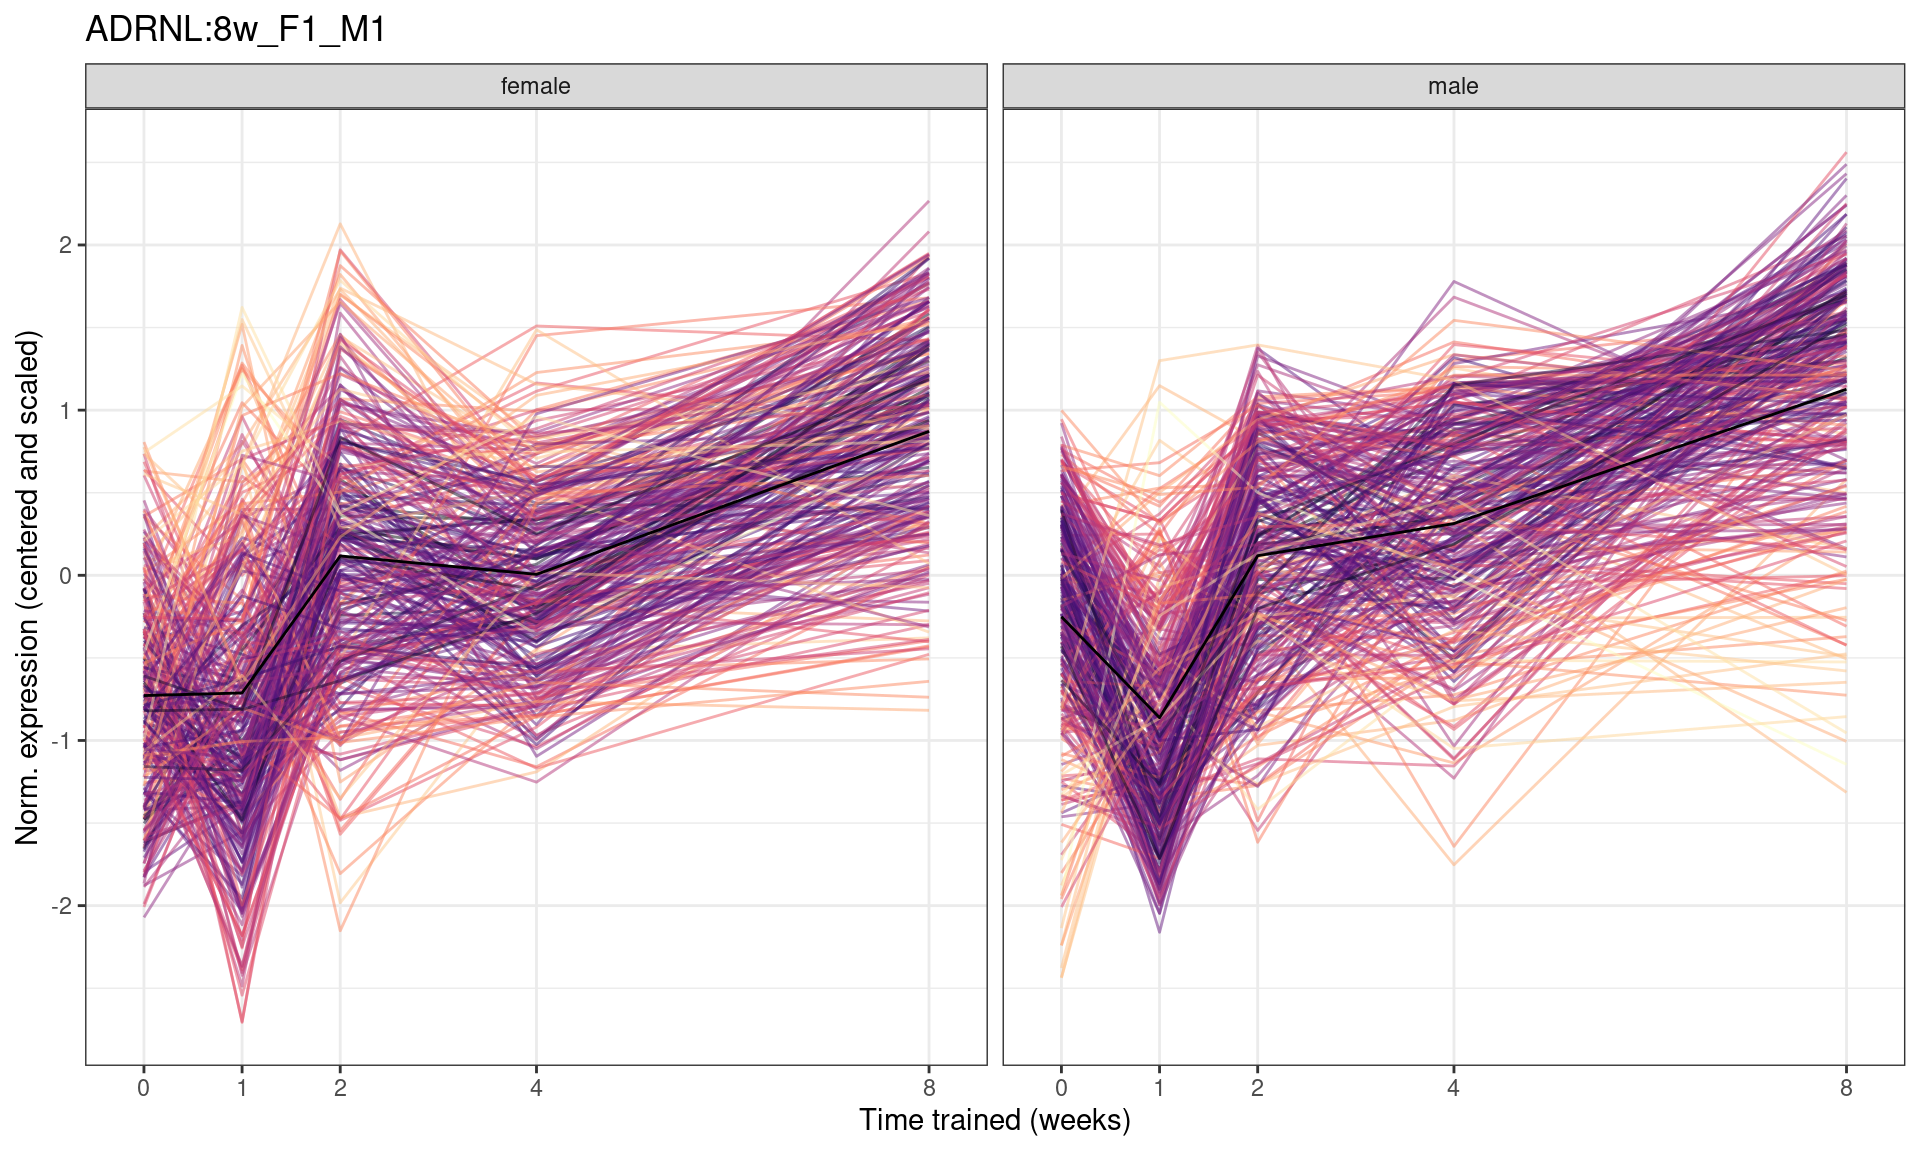 ADRNL:8w_F1_M1
female
male
Norm. expression (centered and scaled)
2
1
0
-1
-2
0 1 2 4 8
0 1 2 4 8
Time trained (weeks)